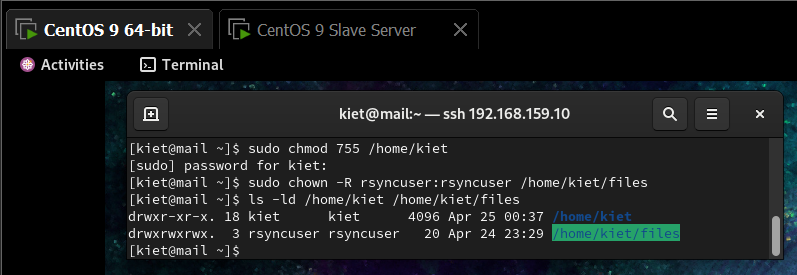 CentOS 9 64-bit
CentOS 9 Slave Server
Activities
Terminal
kiet@mail:~ — ssh 192.168.159.10
[kiet@mail ~]$ sudo chmod 755 /home/kiet
[sudo] password for kiet:
[kiet@mail ~]$ sudo chown -R rsyncuser:rsyncuser /home/kiet/files
[kiet@mail ~]$ ls -ld /home/kiet /home/kiet/files
drwxr-xr-x. 18 kiet      kiet      4096 Apr 25 00:37 /home/kiet
drwxrwxrwx.  3 rsyncuser rsyncuser   20 Apr 24 23:29 /home/kiet/files
[kiet@mail ~]$